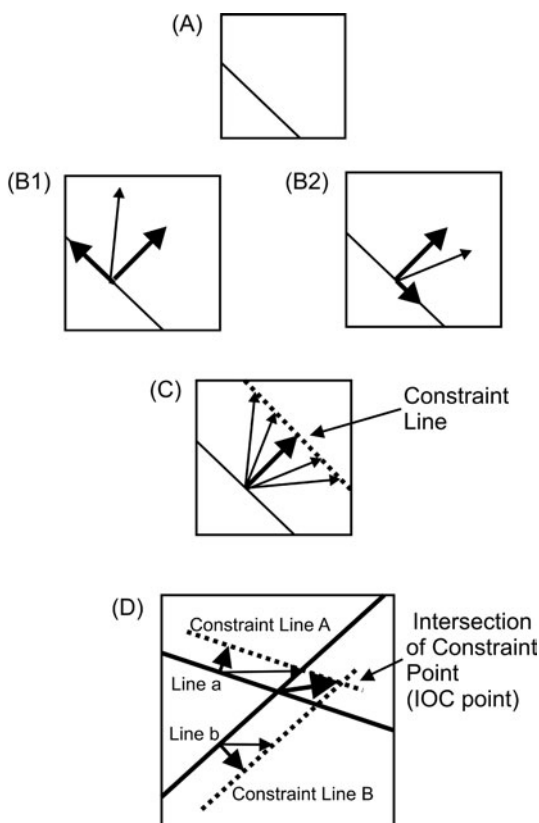 (A)
(B1)
(B2)
(C)
Constraint
Line
(D)
Constraint Line A
Intersection
of Constraint
Point
(IOC point)
Line a
Line b
Constraint Line B